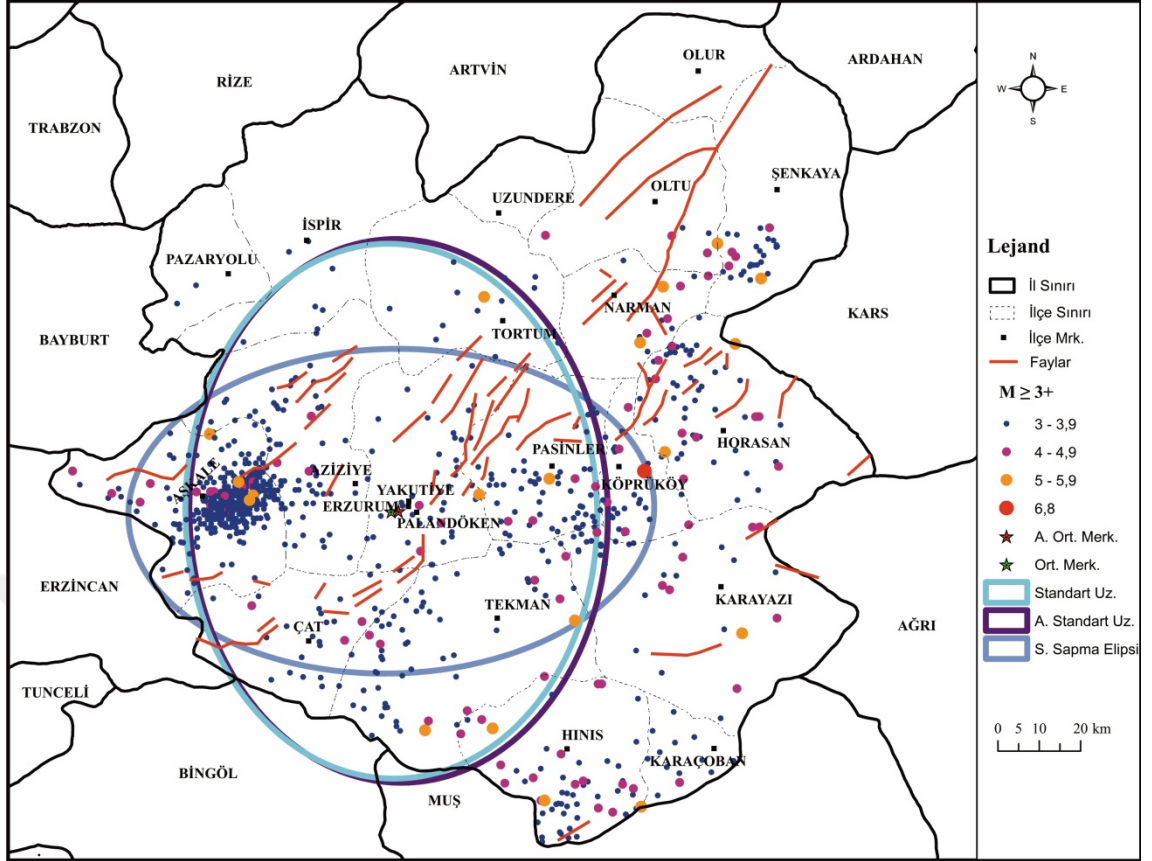 OLUR
ARDAHAN
ARTVİN
RİZE
TRABZON
ŞENKAYA
OLTU
UZUNDERE
İSPİR
PAZARYOLU
NARMAN
KARS
TORTUM
BAYBURT
HORASAN
PASİNLER
AŞKALE
AZİZİYE
KÖPRÜKÖY
YAKUTİYE
ERZURUM
PALANDÖKEN
ERZİNCAN
KARAYAZI
TEKMAN
ÇAT
AĞRI
TUNCELİ
HINIS
KARAÇOBAN
BİNGÖL
MUŞ
N
W E
S
Lejand
İl Sınırı
İlçe Sınırı
İlçe Mrk.
Faylar
M ≥ 3+
3 - 3,9
4 - 4,9
5 - 5,9
6,8
A. Ort. Merk.
Ort. Merk.
Standart Uz.
A. Standart Uz.
S. Sapma Elipsi
0 5 10 20 km